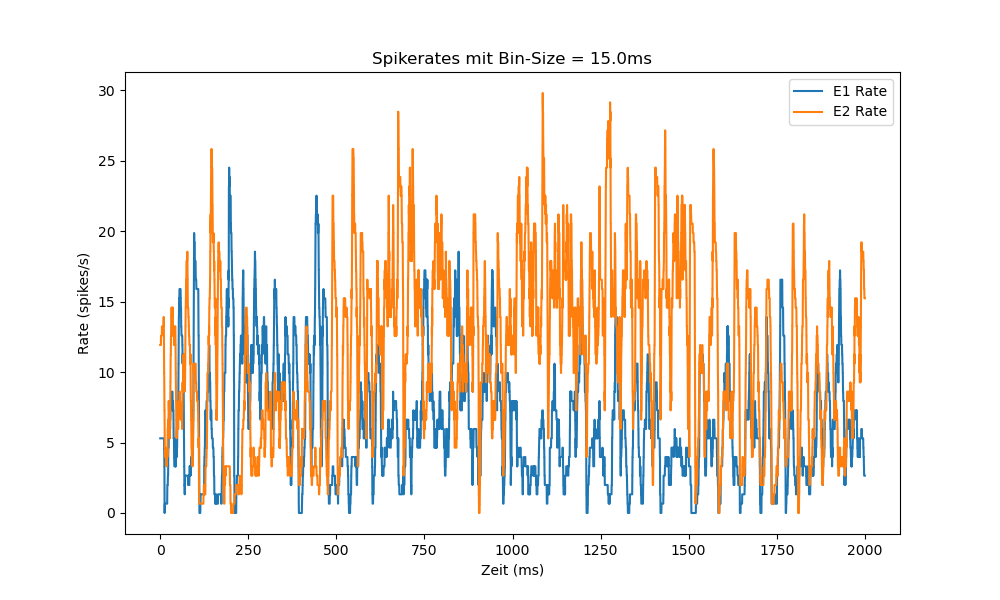 Spikerates mit Bin-Size = 15.0ms
E1 Rate
E2 Rate
Rate (spikes/s)
30
25
20
15
10
5
0
0 250 500 750 1000 1250 1500 1750 2000
Zeit (ms)